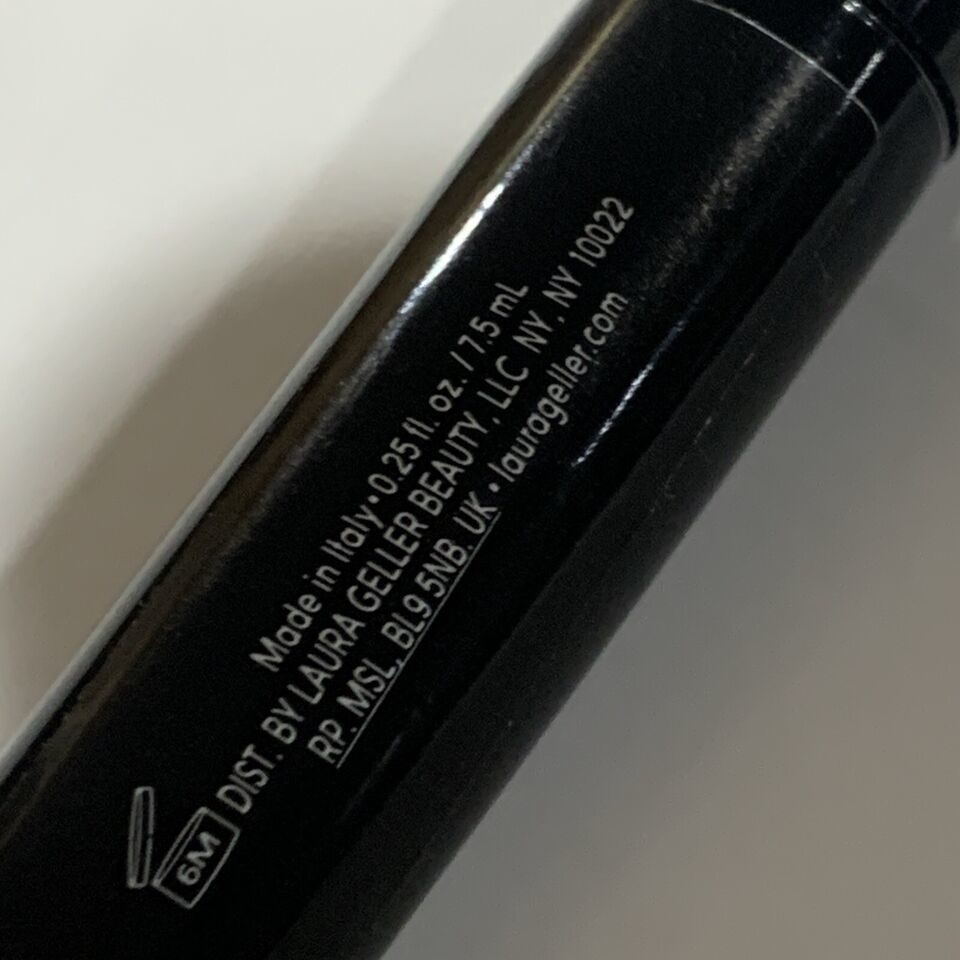 Made in Italy • 0.25 fl. oz. / 7.5 mL
DIST. BY LAURA GELLER BEAUTY, LLC NY, NY 10022
RP. MSL, BL9 5NB. UK • laurageller.com
6M